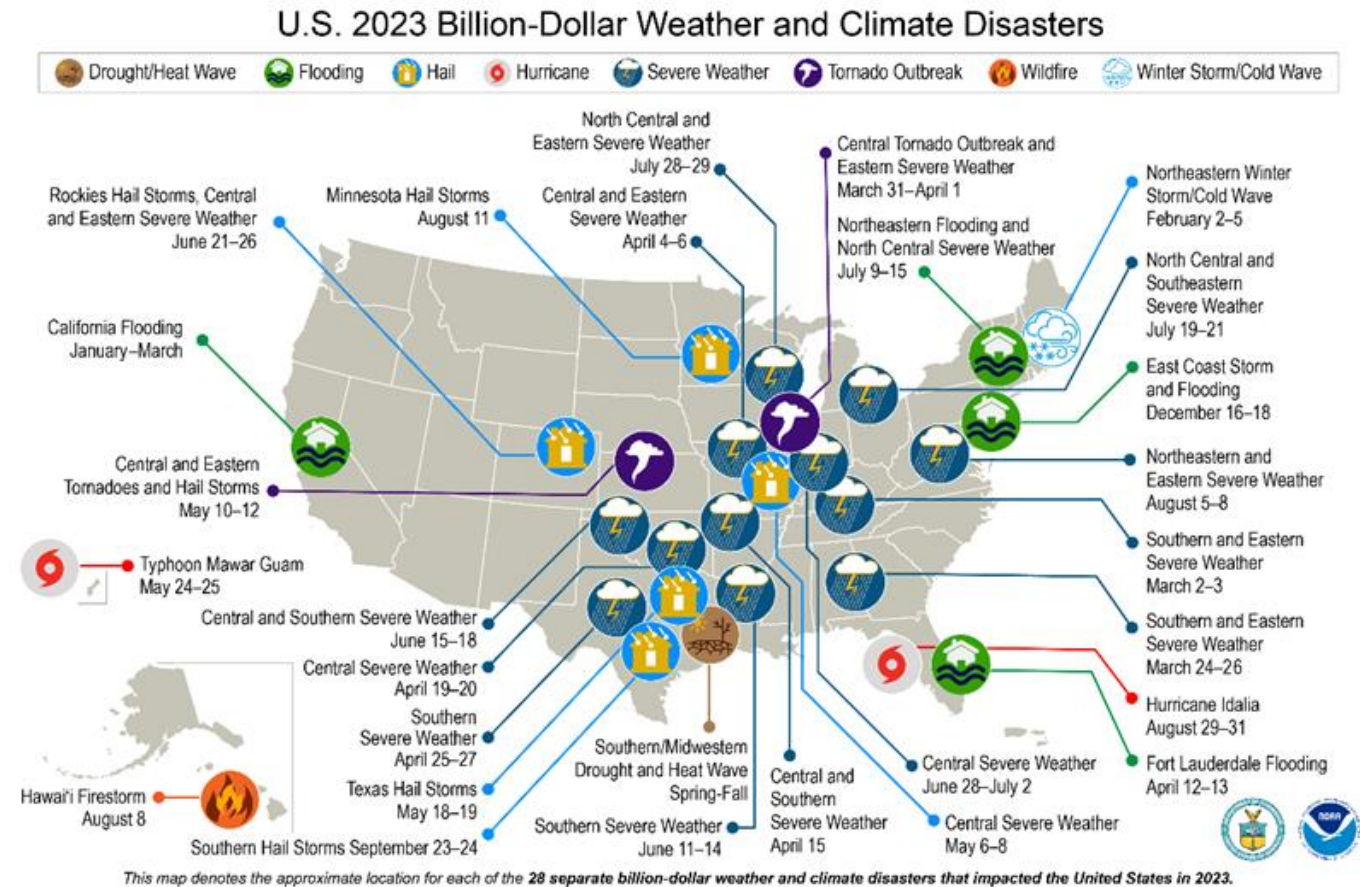 U.S. 2023 Billion-Dollar Weather and Climate Disasters
Drought/Heat Wave
Flooding
Hail
Hurricane
Severe Weather
Tornado Outbreak
Wildfire
Winter Storm/Cold Wave
North Central and
Eastern Severe Weather
July 28–29
Central Tornado Outbreak and
Eastern Severe Weather
March 31–April 1
Northeastern Winter
Storm/Cold Wave
February 2–5
Rockies Hail Storms, Central
and Eastern Severe Weather
June 21–26
Minnesota Hail Storms
August 11
Central and Eastern
Severe Weather
April 4–6
Northeastern Flooding and
North Central Severe Weather
July 9–15
North Central and
Southeastern
Severe Weather
July 19–21
California Flooding
January–March
East Coast Storm
and Flooding
December 16–18
Central and Eastern
Tornadoes and Hail Storms
May 10–12
Northeastern and
Eastern Severe Weather
August 5–8
Southern and Eastern
Severe Weather
March 2–3
Typhoon Mawar Guam
May 24–25
Central and Southern Severe Weather
June 15–18
Southern and Eastern
Severe Weather
March 24–26
Central Severe Weather
April 19–20
Hurricane Idalia
August 29–31
Southern
Severe Weather
April 25–27
Southern/Midwestern
Drought and Heat Wave
Spring-Fall
Central and
Southern
Severe Weather
April 15
Central Severe Weather
June 28–July 2
Fort Lauderdale Flooding
April 12–13
Texas Hail Storms
May 18–19
Hawai'i Firestorm
August 8
Southern Severe Weather
June 11–14
Central Severe Weather
May 6–8
Southern Hail Storms September 23–24
NOAA
This map denotes the approximate location for each of the 28 separate billion-dollar weather and climate disasters that impacted the United States in 2023.